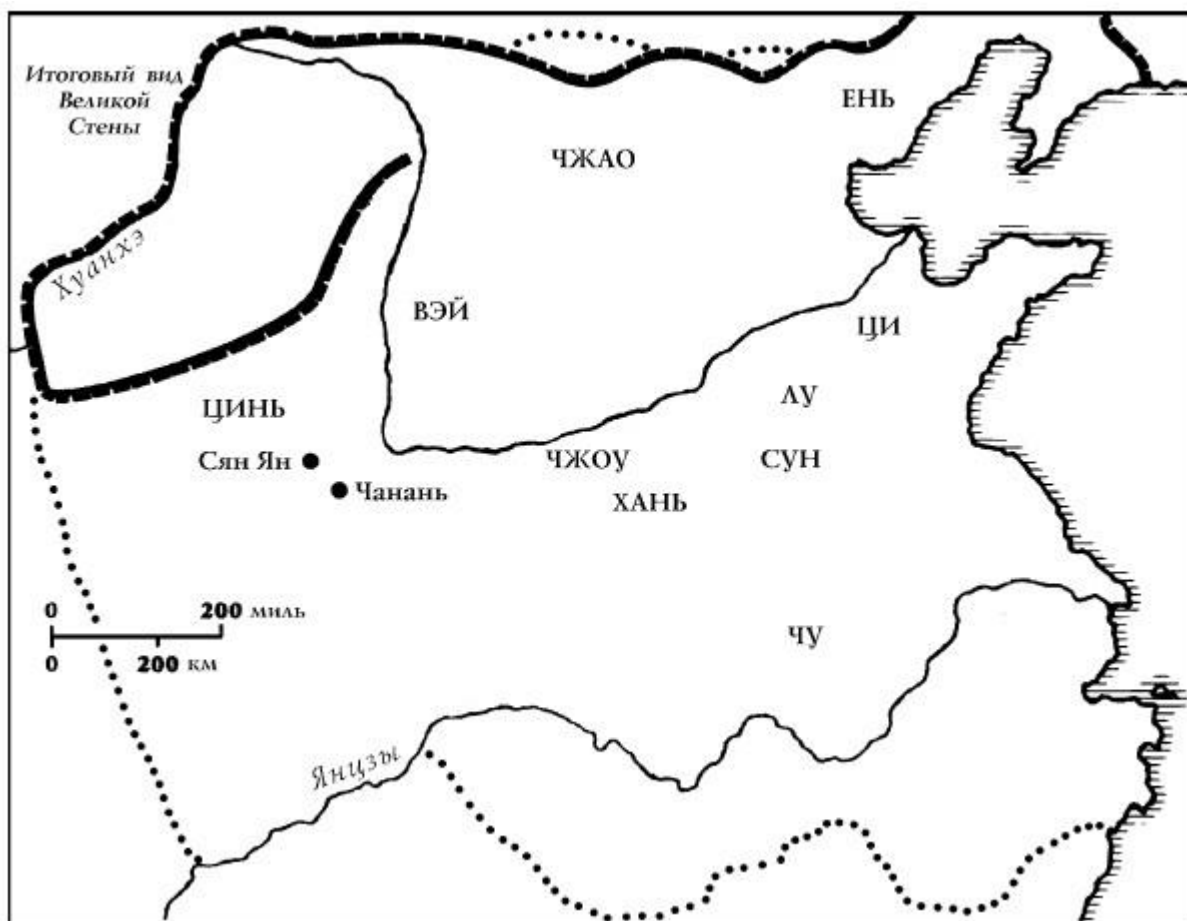 Итоговый вид
Великой
Стены
ЕНЬ
ЧЖАО
Хуанхэ
ВЭЙ
ЦИ
ЛУ
ЦИНЬ
Сян Ян
ЧЖОУ
СУН
Чанань
ХАНЬ
0 200 миль
0 200 км
ЧУ
Янцзы